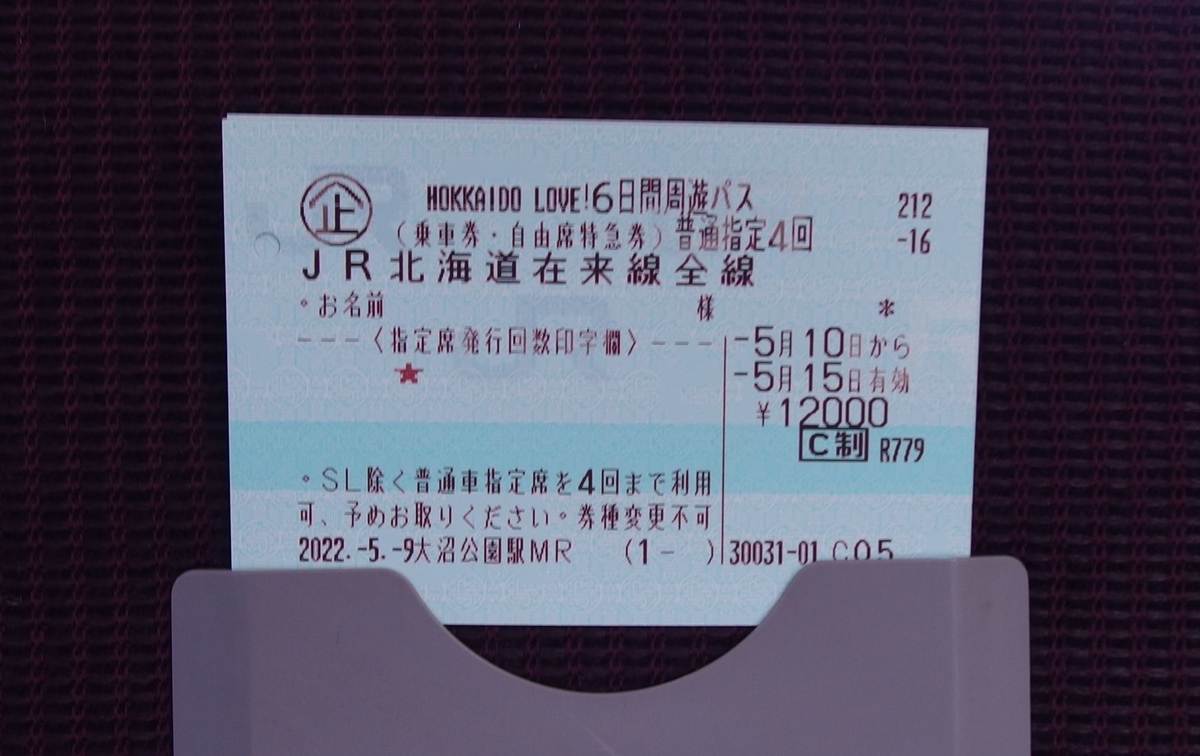 企 HOKKAIDO LOVE!6日間周遊パス 212
(乗車券・自由席特急券)普通指定4回 -16
JR北海道在来線全線
。お名前 様 *
---〈指定席発行回数印字欄〉--- -5月10日から
★ -5月15日有効
¥12000
C制 R779
。SL除く普通車指定席を4回まで利用
可、予めお取りください。券種変更不可
2022.-5.-9大沼公園駅MR (1- ) 30031-01 C05